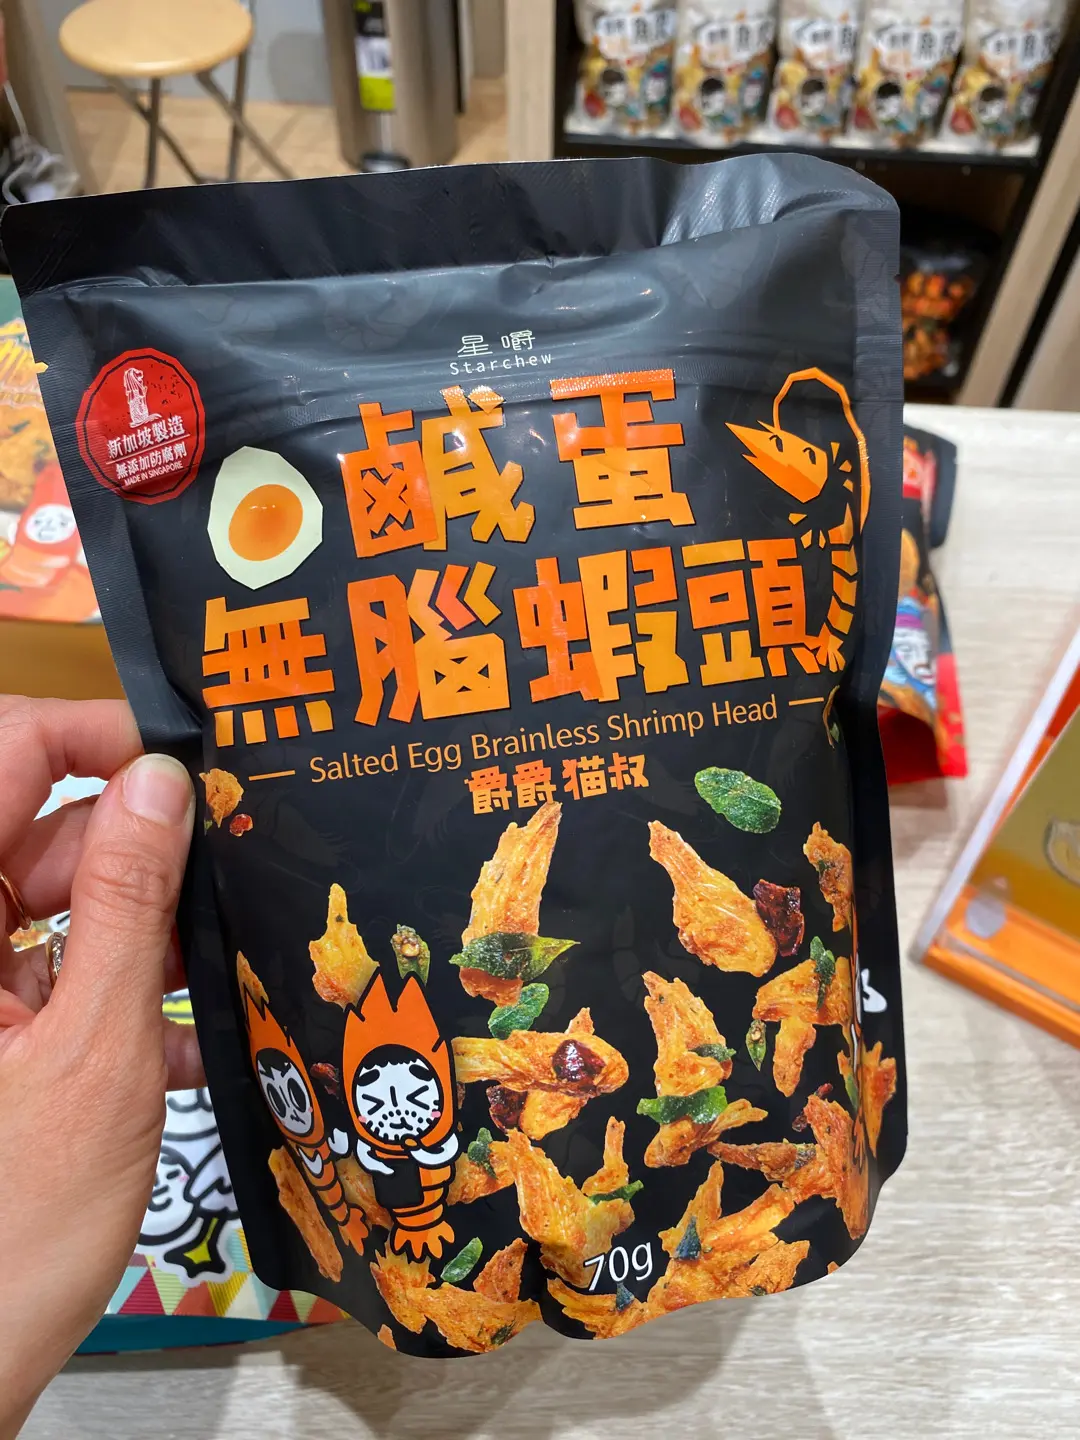 星嚼
Starchew
新加坡製造
無添加防腐劑
MADE IN SINGAPORE
鹹蛋
無腦蝦頭
Salted Egg Brainless Shrimp Head
爵爵猫叔
70g